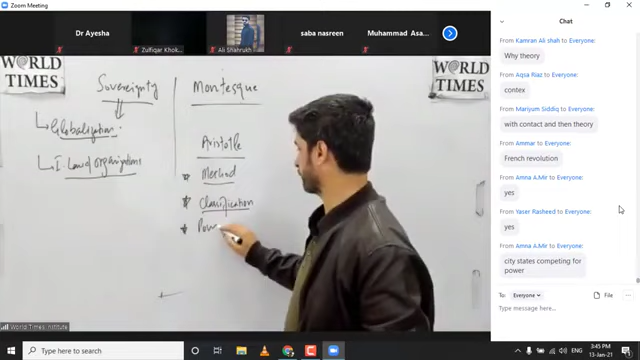 Zoom Meeting
Dr Ayesha
Zulfiqar Khok...
Ali Shahrukh
saba nasreen
Muhammad Asa...
W@RLD
TIMES
W@RLD
TIMES
Sovereignty
Globalization.
I. Law & organizations
Montesque
Aristotle
Method
Classification
Pow
World Times Institute
Chat
From Kamran Ali shah to Everyone:
Why theory
From Aqsa Riaz to Everyone:
contex
From Mariyum Siddiq to Everyone:
with contact and then theory
From Ammar to Everyone:
French revolution
From Amna A.Mir to Everyone:
yes
From Yaser Rasheed to Everyone:
yes
From Amna A.Mir to Everyone:
city states competing for
power
To: Everyone
File
Type message here...
Type here to search
3:45 PM
13-Jan-21